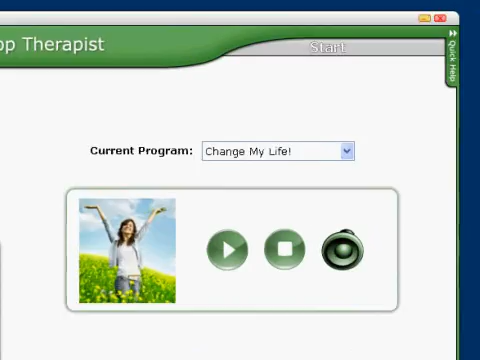 op Therapist
Start
Quick Help
Current Program:
Change My Life!